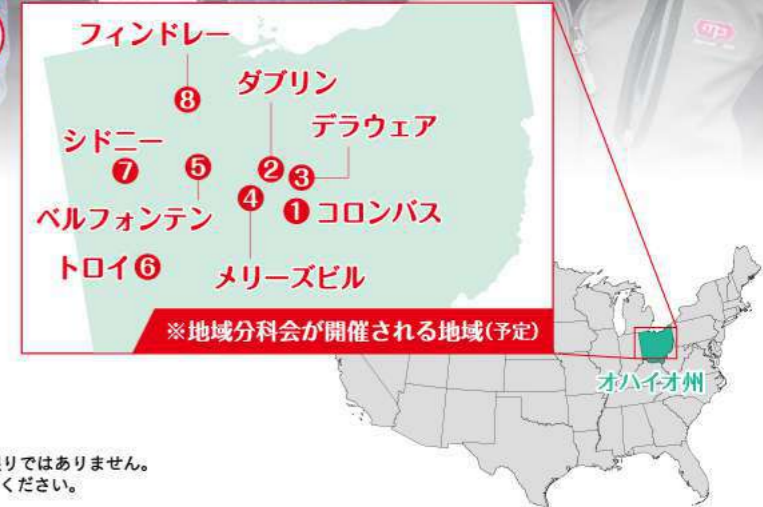 フィンドレー
❽
ダブリン
デラウェア
シドニー
❼
❺
❷
❸
❹
❶コロンバス
ベルフォンテン
トロイ❻
メリーズビル
※地域分科会が開催される地域(予定)
オハイオ州
りではありません。
ください。